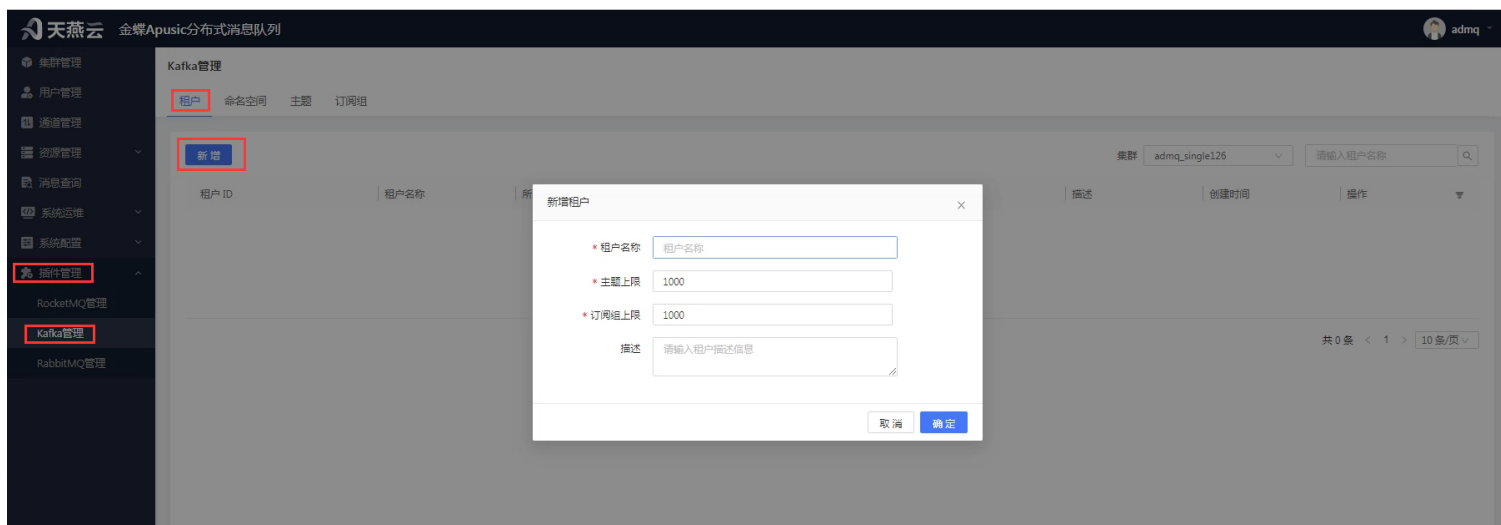 天燕云 金蝶Apusic分布式消息队列 admq
集群管理
用户管理
通道管理
资源管理
消息查询
系统运维
系统配置
插件管理
RocketMQ管理
Kafka管理
RabbitMQ管理
Kafka管理
租户 命名空间 主题 订阅组
新增 集群 admq_single126 请输入租户名称
租户 ID 租户名称 所 描述 创建时间 操作
新增租户
* 租户名称 租户名称
* 主题上限 1000
* 订阅组上限 1000
描述 请输入租户描述信息
取消 确定
共 0 条 < 1 > 10 条/页